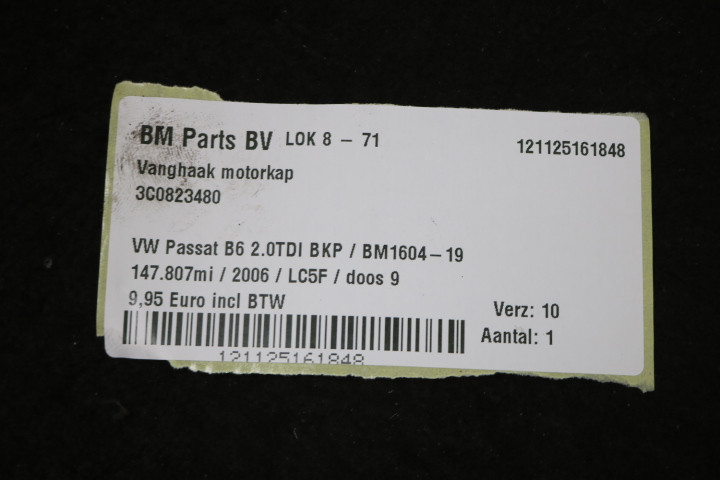 BM Parts BV LOK 8 - 71 121125161848
Vanghaak motorkap
3C0823480
VW Passat B6 2.0TDI BKP / BM1604-19
147.807mi / 2006 / LC5F / doos 9
9,95 Euro incl BTW Verz: 10
Aantal: 1
121125161848